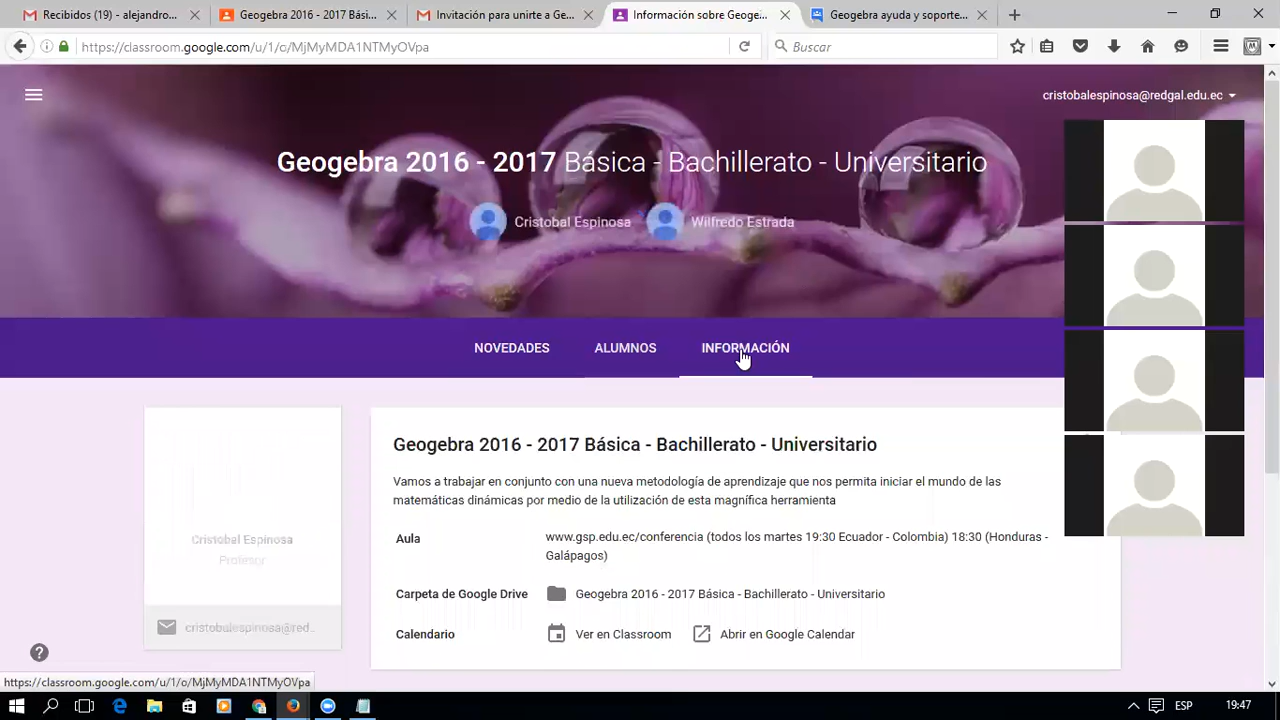 Recibidos (19) - alejandro...
Geogebra 2016 - 2017 Bási...
Invitación para unirte a Ge...
Información sobre Geoge...
Geogebra ayuda y soporte...
https://classroom.google.com/u/1/c/MjMyMDA1NTMyOVpa
Buscar
cristobalespinosa@redgal.edu.ec
Geogebra 2016 - 2017 Básica - Bachillerato - Universitario
Cristobal Espinosa
Wilfredo Estrada
NOVEDADES
ALUMNOS
INFORMACIÓN
Geogebra 2016 - 2017 Básica - Bachillerato - Universitario
Vamos a trabajar en conjunto con una nueva metodología de aprendizaje que nos permita iniciar el mundo de las
matemáticas dinámicas por medio de la utilización de esta magnífica herramienta
Cristobal Espinosa
Profesor
cristobal espinosa@red...
Aula
www.gsp.edu.ec/conferencia (todos los martes 19:30 Ecuador - Colombia) 18:30 (Honduras -
Galápagos)
Carpeta de Google Drive
Geogebra 2016 - 2017 Básica - Bachillerato - Universitario
Calendario
Ver en Classroom
Abrir en Google Calendar
https://classroom.google.com/u/1/c/MjMyMDA1NTMyOVpa
ESP
19:47